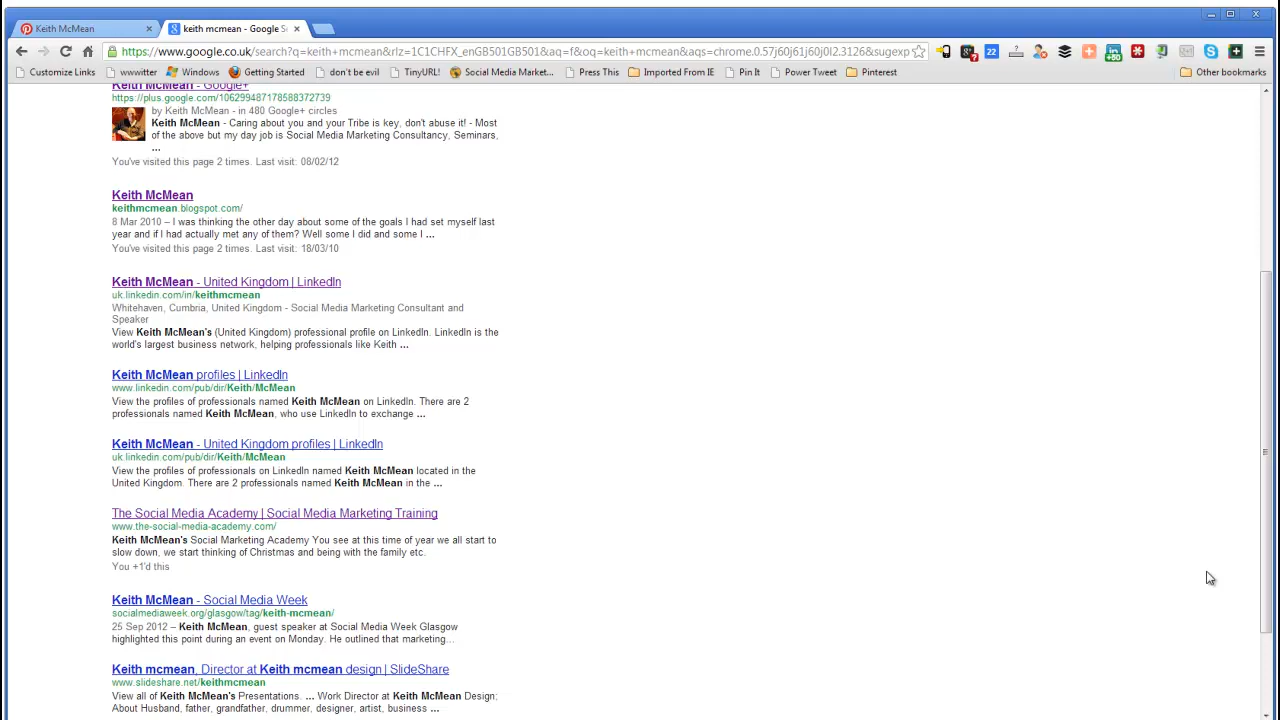 Keith McMean
keith mcmean - Google S
https://www.google.co.uk/search?q=keith+mcmean&rlz=1C1CHFX_enGB501GB501&aq=f&oq=keith+mcmean&aqs=chrome.0.57j60j61j60j0l2.3126&sugexp
Customize Links
wwwitter
Windows
Getting Started
don't be evil
TinyURL!
Social Media Market...
Press This
Imported From IE
Pin It
Power Tweet
Pinterest
Other bookmarks
Keith McMean - Google+
https://plus.google.com/106299487178588372739
by Keith McMean - in 480 Google+ circles
Keith McMean - Caring about you and your Tribe is key, don't abuse it! - Most
of the above but my day job is Social Media Marketing Consultancy, Seminars,
...
You've visited this page 2 times. Last visit: 08/02/12
Keith McMean
keithmcmean.blogspot.com/
8 Mar 2010 – I was thinking the other day about some of the goals I had set myself last
year and if I had actually met any of them? Well some I did and some I ...
You've visited this page 2 times. Last visit: 18/03/10
Keith McMean - United Kingdom | LinkedIn
uk.linkedin.com/in/keithmcmean
Whitehaven, Cumbria, United Kingdom - Social Media Marketing Consultant and
Speaker
View Keith McMean's (United Kingdom) professional profile on LinkedIn. LinkedIn is the
world's largest business network, helping professionals like Keith ...
Keith McMean profiles | LinkedIn
www.linkedin.com/pub/dir/Keith/McMean
View the profiles of professionals named Keith McMean on LinkedIn. There are 2
professionals named Keith McMean, who use LinkedIn to exchange ...
Keith McMean - United Kingdom profiles | LinkedIn
uk.linkedin.com/pub/dir/Keith/McMean
View the profiles of professionals on LinkedIn named Keith McMean located in the
United Kingdom. There are 2 professionals named Keith McMean in the ...
The Social Media Academy | Social Media Marketing Training
www.the-social-media-academy.com/
Keith McMean's Social Marketing Academy You see at this time of year we all start to
slow down, we start thinking of Christmas and being with the family etc.
You +1'd this
Keith McMean - Social Media Week
socialmediaweek.org/glasgow/tag/keith-mcmean/
25 Sep 2012 – Keith McMean, guest speaker at Social Media Week Glasgow
highlighted this point during an event on Monday. He outlined that marketing...
Keith mcmean, Director at Keith mcmean design | SlideShare
www.slideshare.net/keithmcmean
View all of Keith McMean's Presentations. ... Work Director at Keith McMean Design;
About Husband, father, grandfather, drummer, designer, artist, business ...